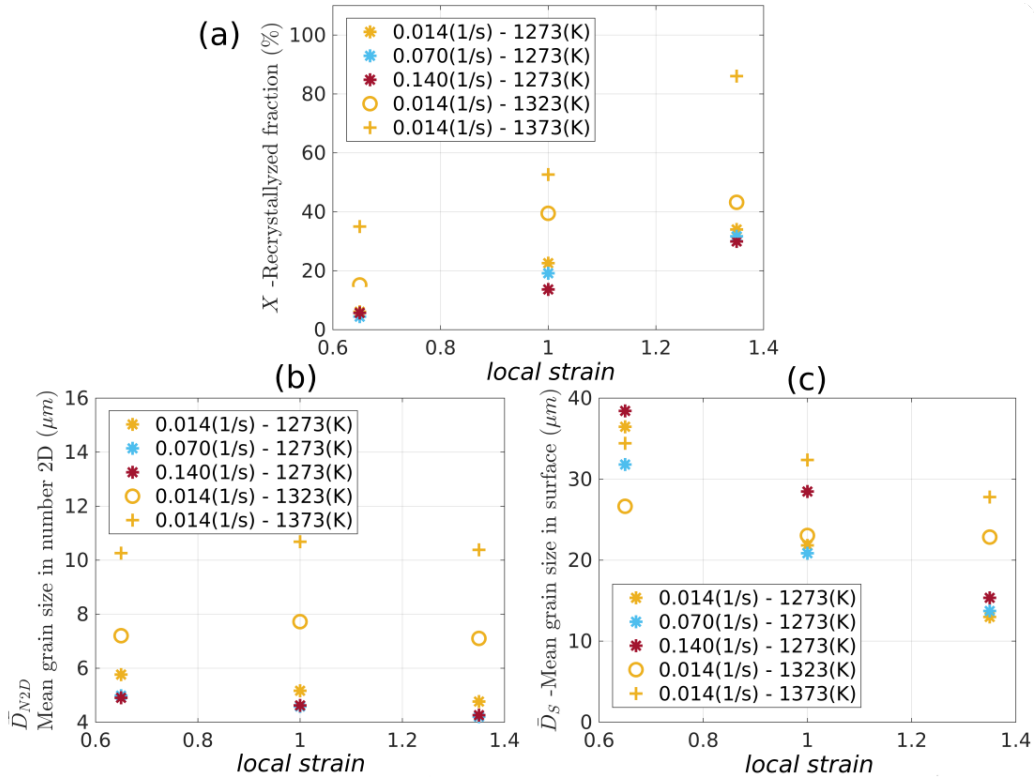 (a)
X -Recrystallized fraction (%)
100
80
60
40
20
0
0.014(1/s) - 1273(K)
0.070(1/s) - 1273(K)
0.140(1/s) - 1273(K)
0.014(1/s) - 1323(K)
0.014(1/s) - 1373(K)
0.6 0.8 1 1.2 1.4
local strain
(b)
D̄_N2D
Mean grain size in number 2D (μm)
16
14
12
10
8
6
4
0.014(1/s) - 1273(K)
0.070(1/s) - 1273(K)
0.140(1/s) - 1273(K)
0.014(1/s) - 1323(K)
0.014(1/s) - 1373(K)
0.6 0.8 1 1.2 1.4
local strain
(c)
D̄_S -Mean grain size in surface (μm)
40
30
20
10
0
0.014(1/s) - 1273(K)
0.070(1/s) - 1273(K)
0.140(1/s) - 1273(K)
0.014(1/s) - 1323(K)
0.014(1/s) - 1373(K)
0.6 0.8 1 1.2 1.4
local strain